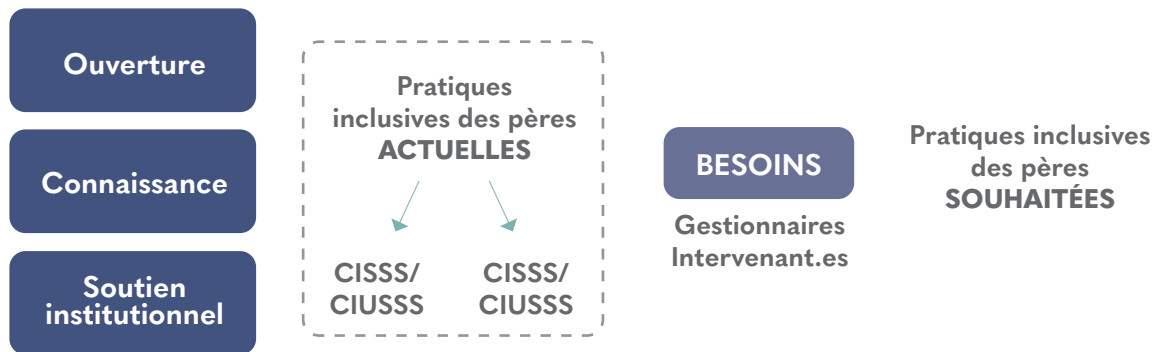 Ouverture
Connaissance
Soutien
institutionnel
Pratiques
inclusives des pères
ACTUELLES
CISSS/
CIUSSS
CISSS/
CIUSSS
BESOINS
Gestionnaires
Intervenant.es
Pratiques inclusives
des pères
SOUHAITÉES